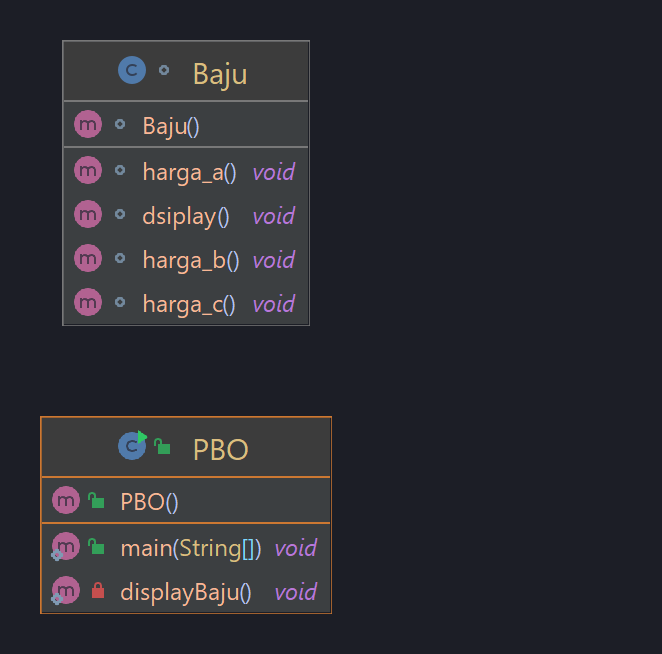 Baju
Baju()
harga_a() void
dsiplay() void
harga_b() void
harga_c() void
PBO
PBO()
main(String[]) void
displayBaju() void